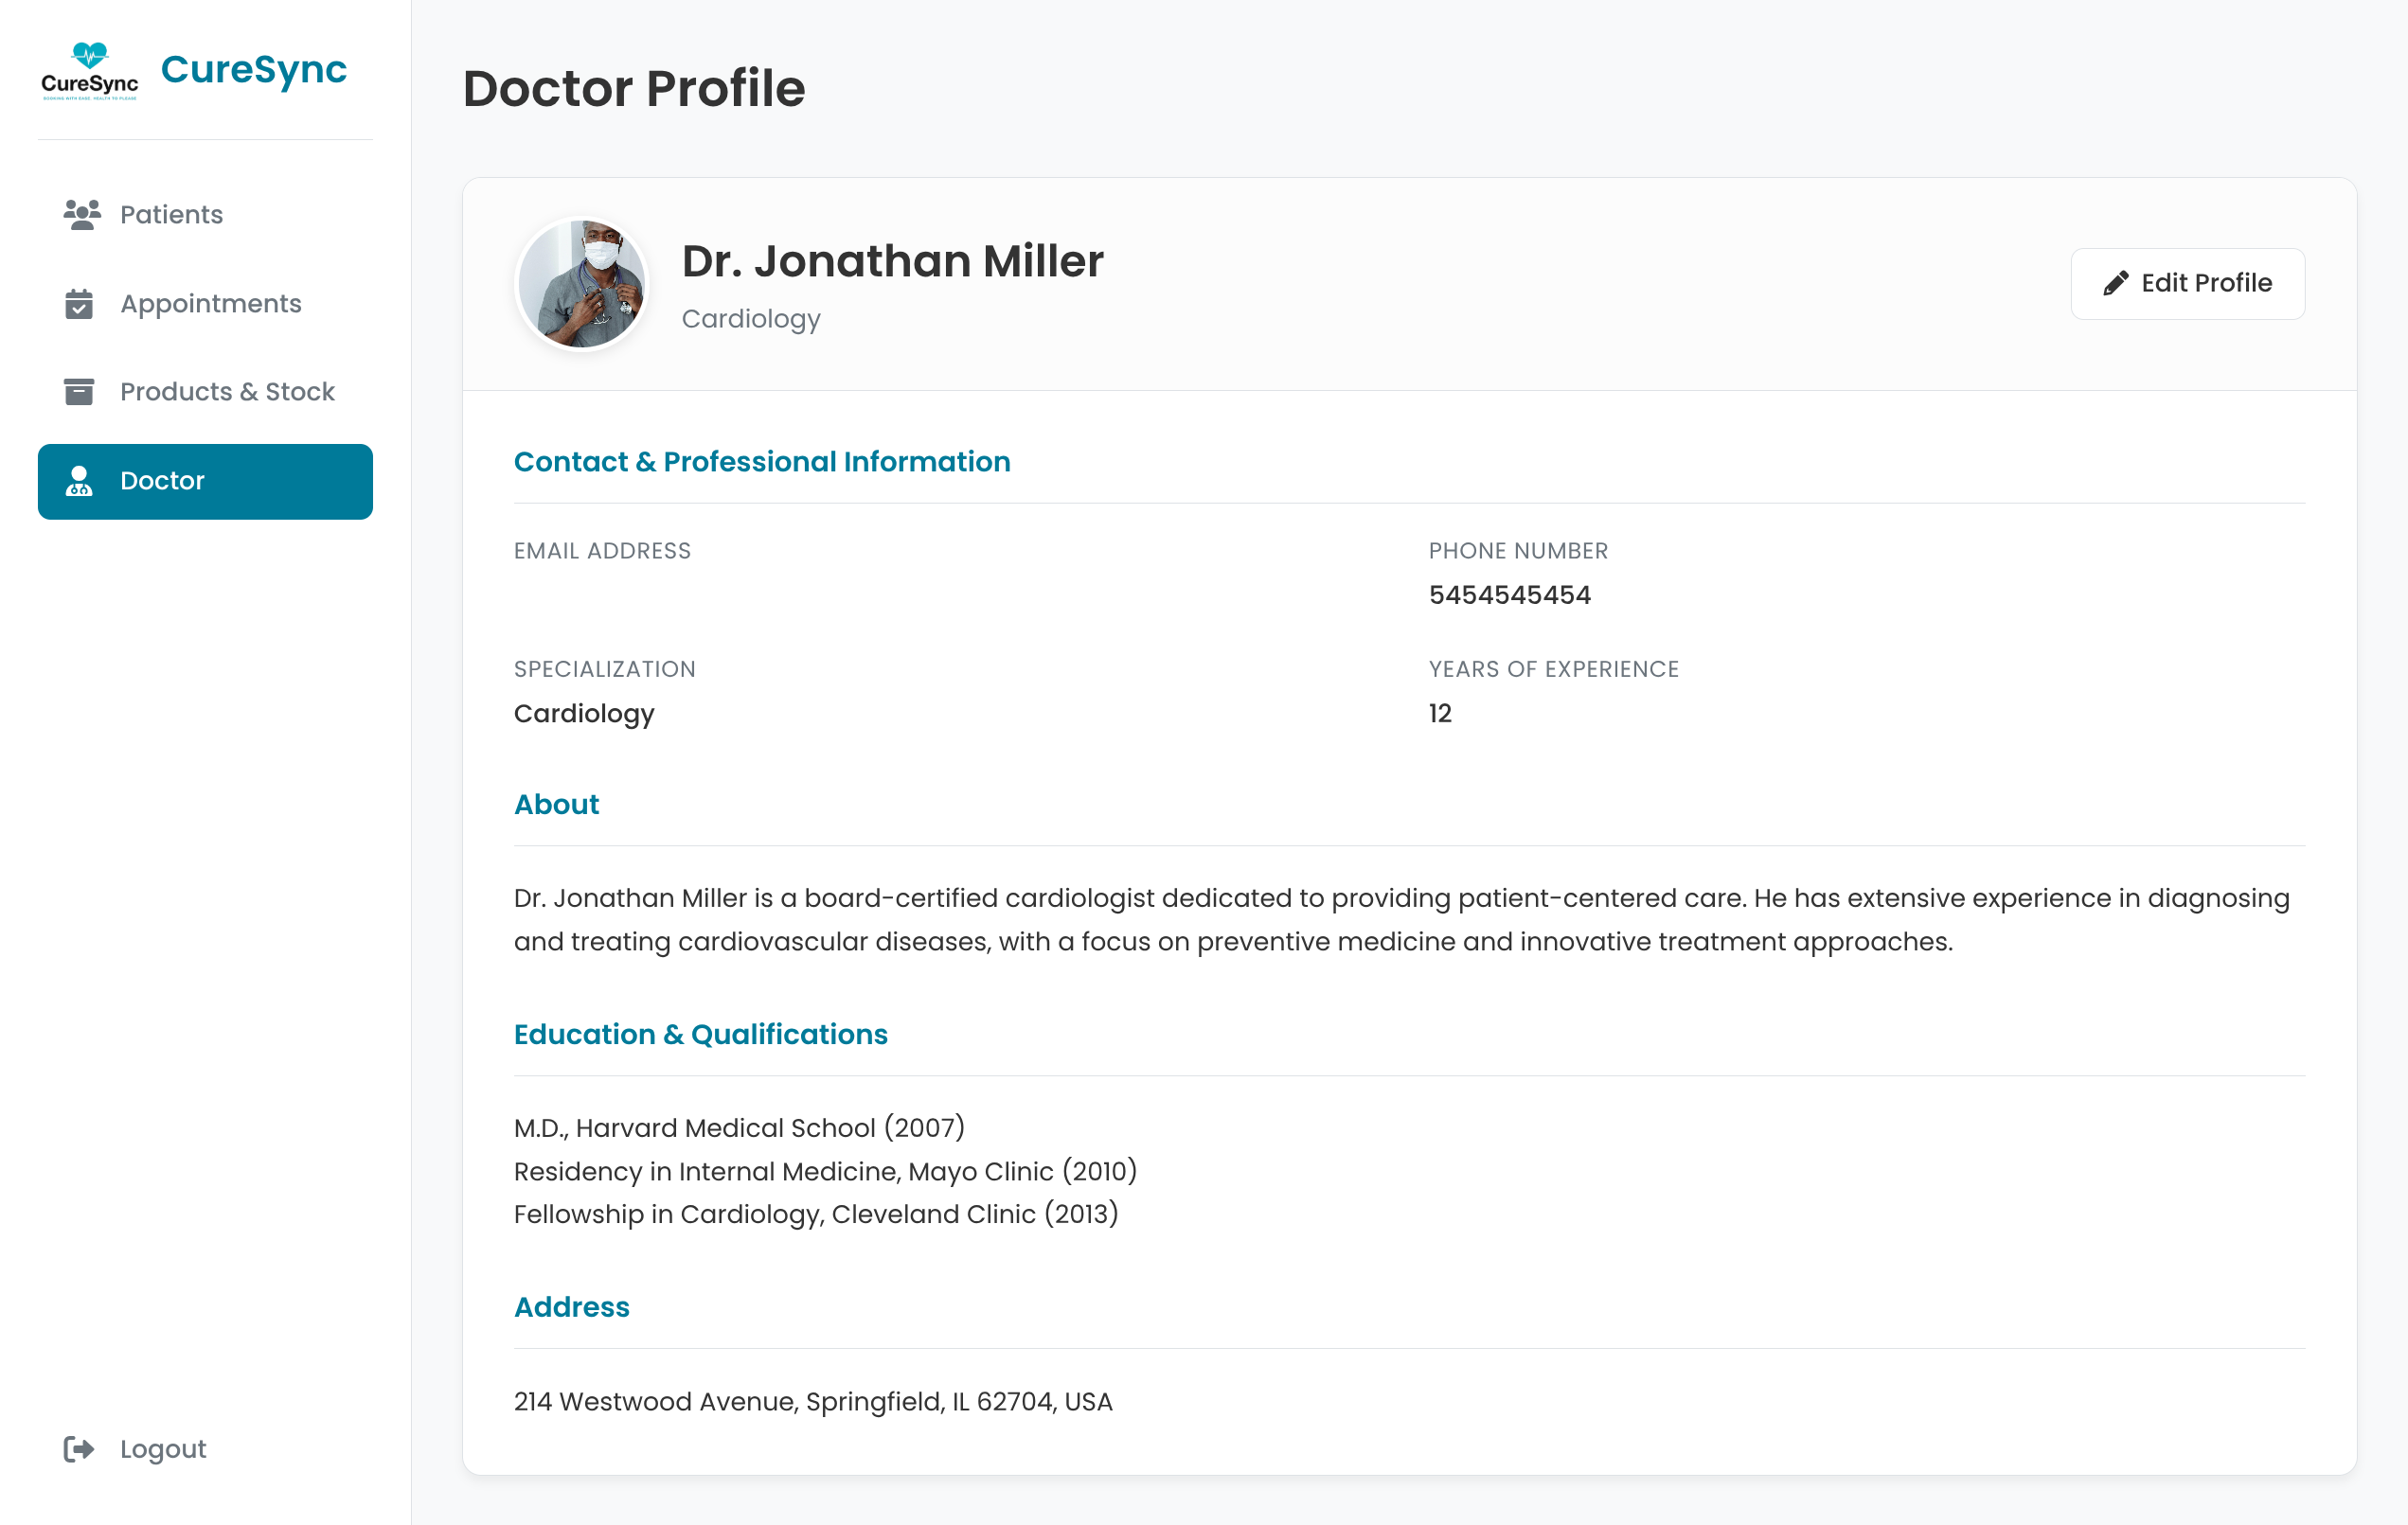 CureSync
CureSync
Patients
Appointments
Products & Stock
Doctor
Logout
Doctor Profile
Dr. Jonathan Miller
Cardiology
Edit Profile
Contact & Professional Information
EMAIL ADDRESS
PHONE NUMBER
5454545454
SPECIALIZATION
Cardiology
YEARS OF EXPERIENCE
12
About
Dr. Jonathan Miller is a board-certified cardiologist dedicated to providing patient-centered care. He has extensive experience in diagnosing
and treating cardiovascular diseases, with a focus on preventive medicine and innovative treatment approaches.
Education & Qualifications
M.D., Harvard Medical School (2007)
Residency in Internal Medicine, Mayo Clinic (2010)
Fellowship in Cardiology, Cleveland Clinic (2013)
Address
214 Westwood Avenue, Springfield, IL 62704, USA